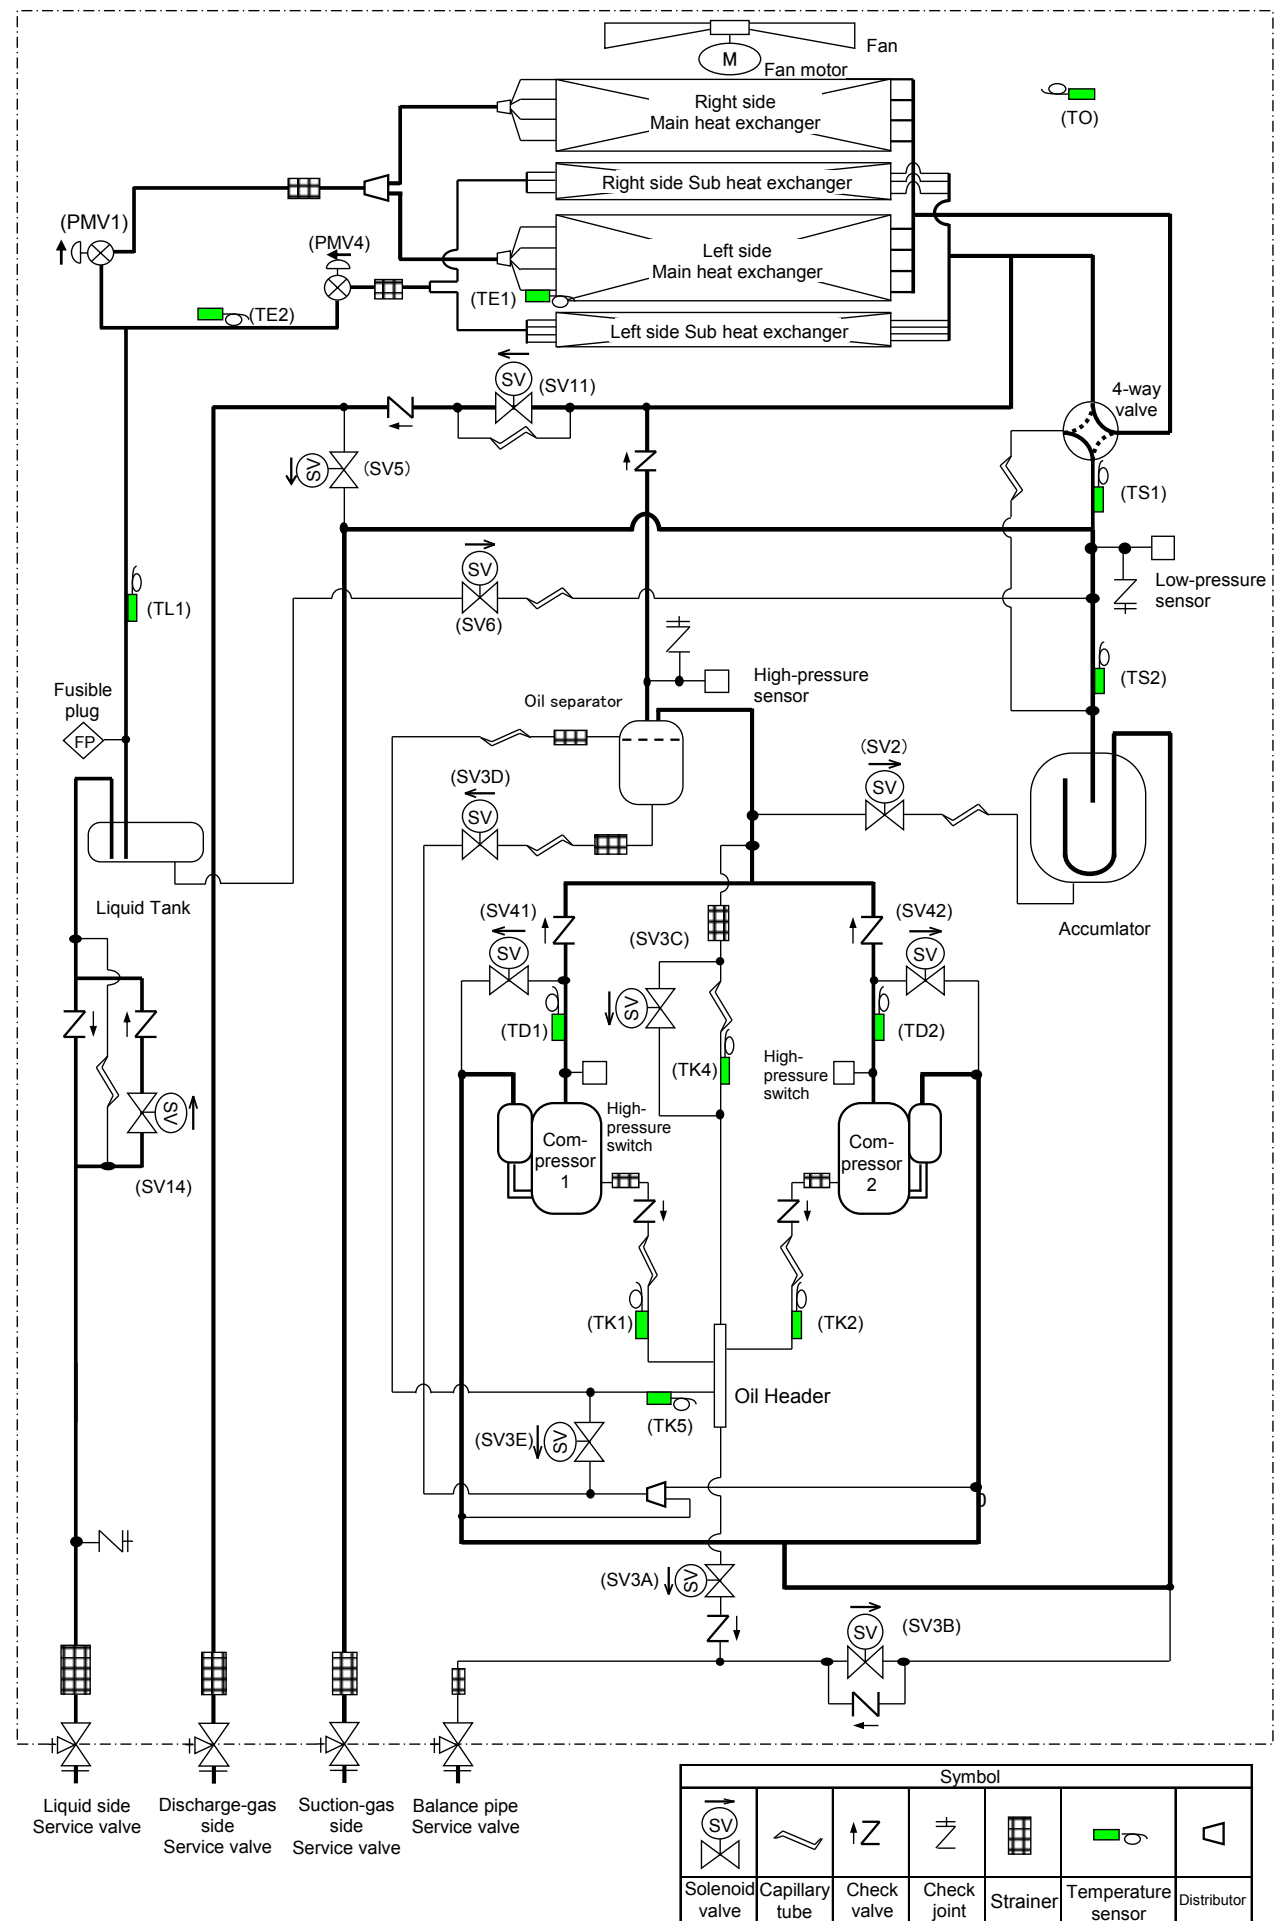 Fan
M
Fan motor
Right side
Main heat exchanger
(TO)
Right side Sub heat exchanger
(PMV1)
(PMV4)
Left side
Main heat exchanger
(TE1)
(TE2)
Left side Sub heat exchanger
SV
(SV11)
4-way
valve
SV
(SV5)
(TS1)
SV
(SV6)
Low-pressure
sensor
(TL1)
High-pressure
sensor
(TS2)
Fusible
plug
FP
Oil separator
(SV3D)
SV
(SV2)
SV
Liquid Tank
(SV41)
SV
(SV3C)
SV
(SV42)
SV
Accumlator
(TD1)
(TK4)
High-
pressure
switch
(TD2)
SV
(SV14)
High-
pressure
switch
Com-
pressor
1
Com-
pressor
2
(TK1)
(TK2)
Oil Header
(TK5)
(SV3E)
SV
(SV3A)
SV
SV
(SV3B)
Liquid side
Service valve
Discharge-gas
side
Service valve
Suction-gas
side
Service valve
Balance pipe
Service valve
Symbol
SV
Solenoid
valve
Capillary
tube
Check
valve
Check
joint
Strainer
Temperature
sensor
Distributor